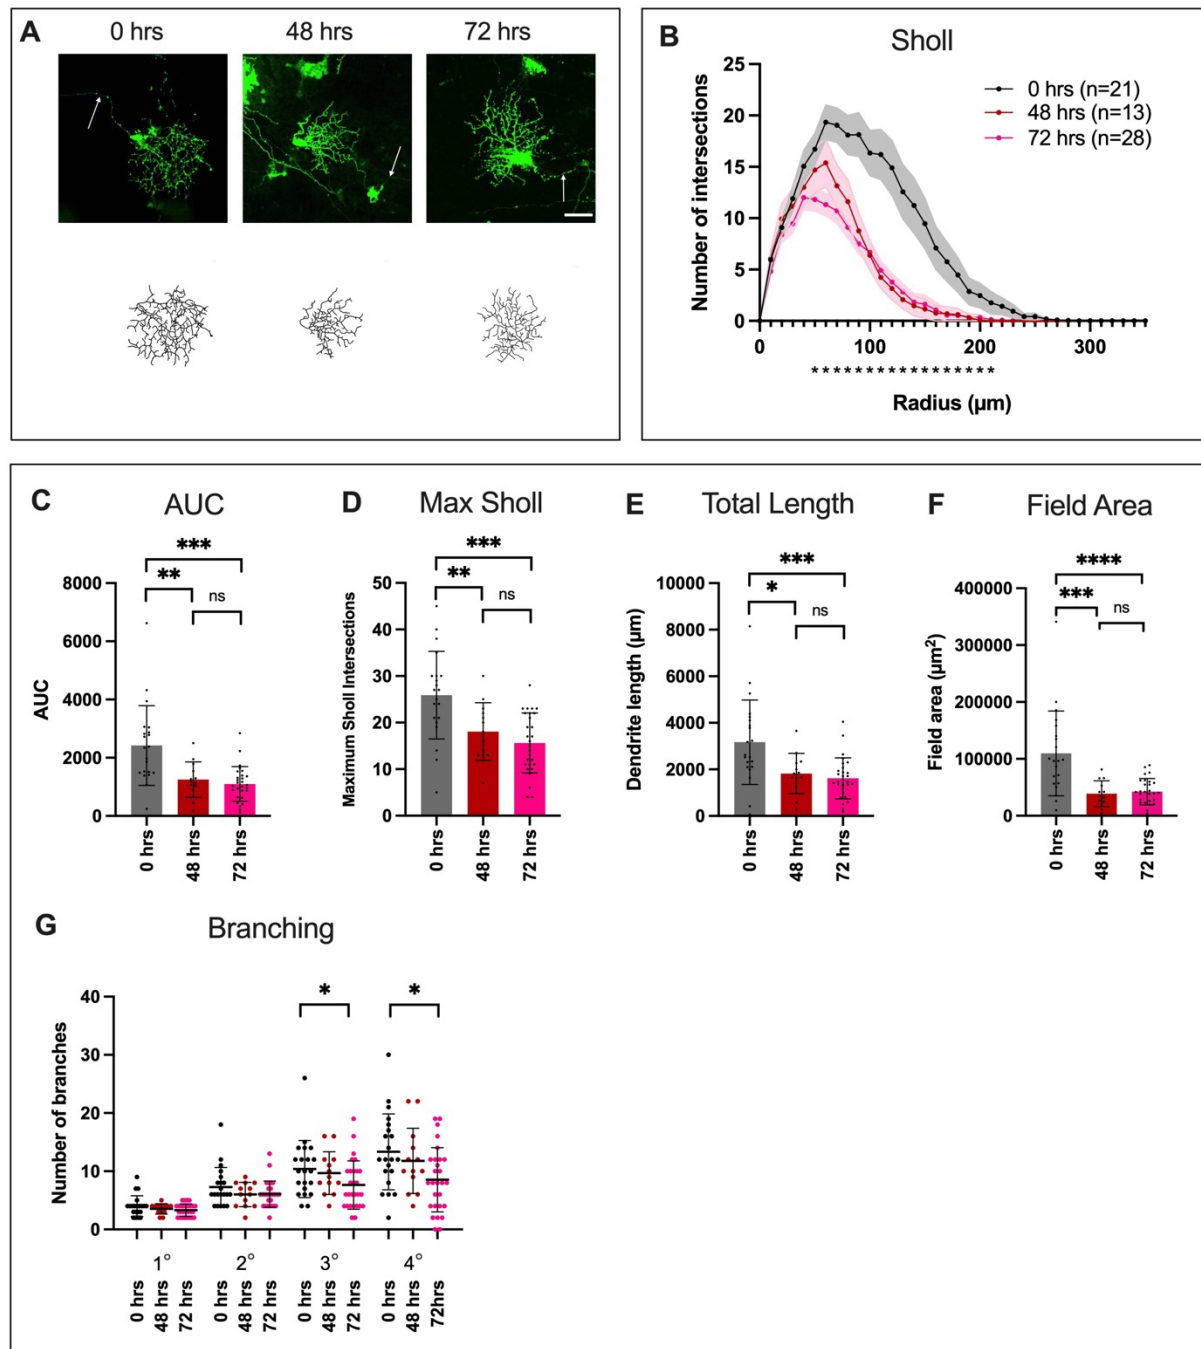 A
0 hrs 48 hrs 72 hrs
B
Sholl
Number of intersections
25
20
15
10
5
0
0 100 200 300
0 hrs (n=21)
48 hrs (n=13)
72 hrs (n=28)
*****************
Radius (µm)
C
AUC
***
**
ns
AUC
8000
6000
4000
2000
0
0 hrs
48 hrs
72 hrs
D
Max Sholl
***
**
ns
Maximum Sholl Intersections
50
40
30
20
10
0
0 hrs
48 hrs
72 hrs
E
Total Length
***
*
ns
Dendrite length (µm)
10000
8000
6000
4000
2000
0
0 hrs
48 hrs
72 hrs
F
Field Area
****
***
ns
Field area (µm²)
400000
300000
200000
100000
0
0 hrs
48 hrs
72 hrs
G
Branching
* *
Number of branches
40
30
20
10
0
1° 2° 3° 4°
0 hrs
48 hrs
72 hrs
0 hrs
48 hrs
72 hrs
0 hrs
48 hrs
72 hrs
0 hrs
48 hrs
72hrs